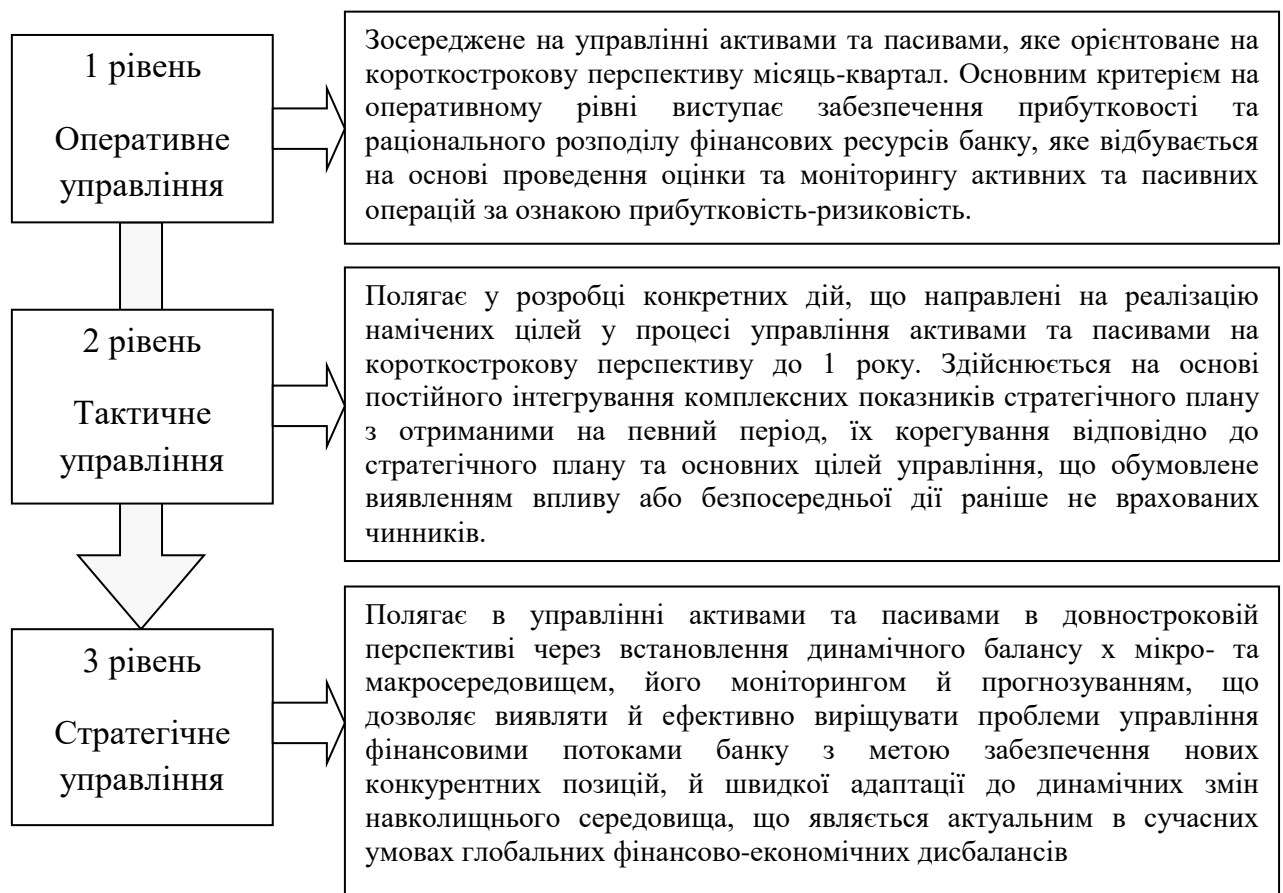 1 рівень
Оперативне
управління
Зосереджене на управлінні активами та пасивами, яке орієнтоване на
короткострокову перспективу місяць-квартал. Основним критерієм на
оперативному рівні виступає забезпечення прибутковості та
раціонального розподілу фінансових ресурсів банку, яке відбувається
на основі проведення оцінки та моніторингу активних та пасивних
операцій за ознакою прибутковість-ризиковість.
2 рівень
Тактичне
управління
Полягає у розробці конкретних дій, що направлені на реалізацію
намічених цілей у процесі управління активами та пасивами на
короткострокову перспективу до 1 року. Здійснюється на основі
постійного інтегрування комплексних показників стратегічного плану
з отриманими на певний період, їх корегування відповідно до
стратегічного плану та основних цілей управління, що обумовлене
виявленням впливу або безпосередньої дії раніше не врахованих
чинників.
3 рівень
Стратегічне
управління
Полягає в управлінні активами та пасивами в довностроковій
перспективі через встановлення динамічного балансу х мікро- та
макросередовищем, його моніторингом й прогнозуванням, що
дозволяє виявляти й ефективно виріщувати проблеми управління
фінансовими потоками банку з метою забезпечення нових
конкурентних позицій, й швидкої адаптації до динамічних змін
навколищнього середовища, що являється актуальним в сучасних
умовах глобальних фінансово-економічних дисбалансів